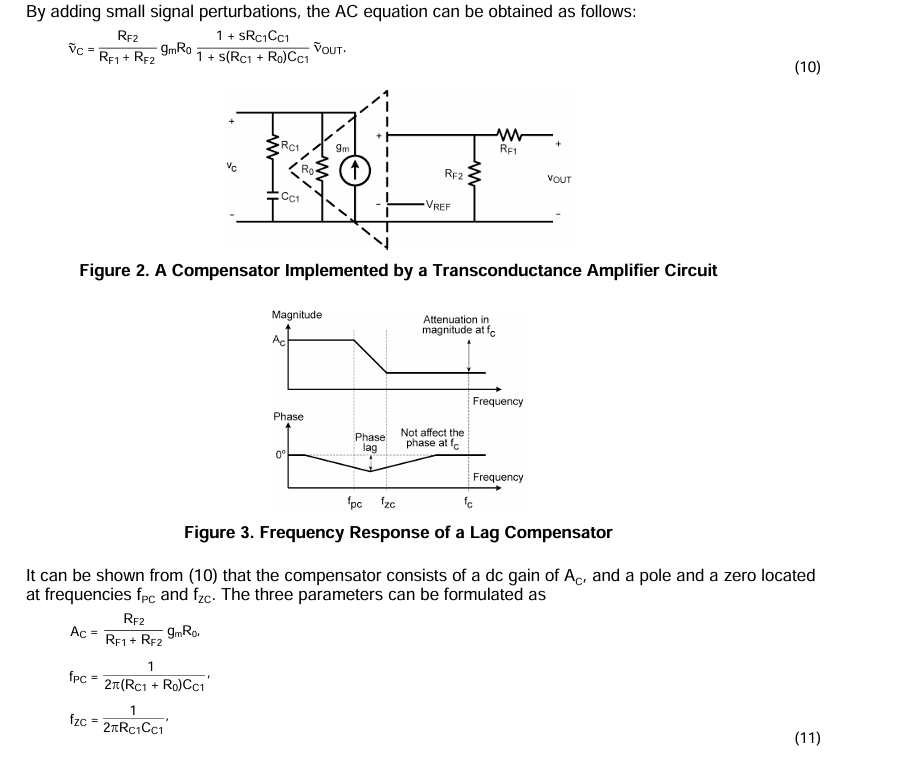 By adding small signal perturbations, the AC equation can be obtained as follows:
ṽC = RF2 / (RF1 + RF2) gmR0 (1 + sRC1CC1) / (1 + s(RC1 + R0)CC1) ṽOUT.
(10)
+
RC1
gm
+
RF1
+
vC
R0
RF2
vOUT
CC1
-
-
VREF
-
Figure 2. A Compensator Implemented by a Transconductance Amplifier Circuit
Magnitude
Attenuation in
magnitude at fc
Ac
Frequency
Phase
Phase
lag
Not affect the
phase at fc
0°
Frequency
fpc
fzc
fc
Figure 3. Frequency Response of a Lag Compensator
It can be shown from (10) that the compensator consists of a dc gain of AC, and a pole and a zero located
at frequencies fPC and fZC. The three parameters can be formulated as
AC = RF2 / (RF1 + RF2) gmR0,
fPC = 1 / (2π(RC1 + R0)CC1),
fZC = 1 / (2πRC1CC1),
(11)